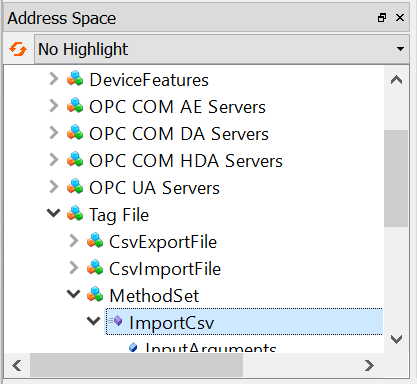 Address Space
No Highlight
DeviceFeatures
OPC COM AE Servers
OPC COM DA Servers
OPC COM HDA Servers
OPC UA Servers
Tag File
CsvExportFile
CsvImportFile
MethodSet
ImportCsv
InputArguments